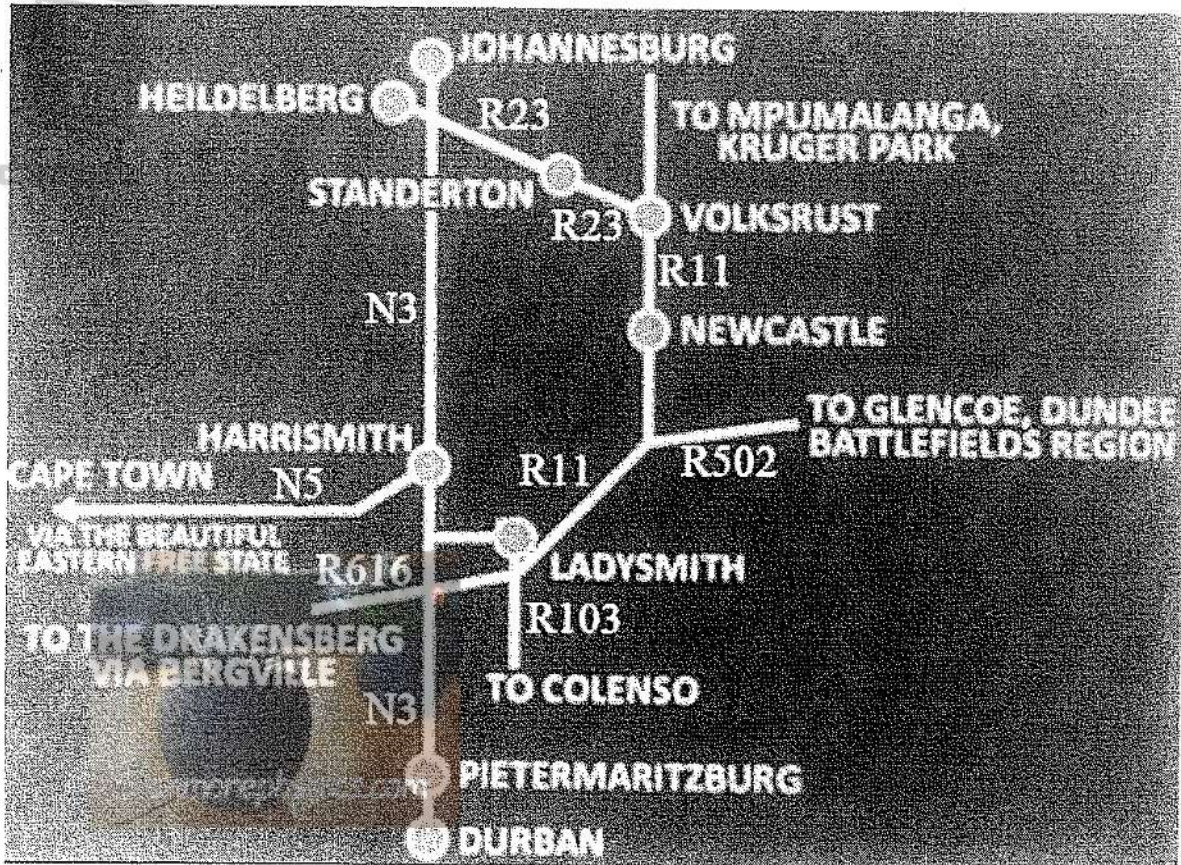 JOHANNESBURG
HEILDELBERG
R23
TO MPUMALANGA,
KRUGER PARK
STANDERTON
R23
VOLKSRUST
R11
N3
NEWCASTLE
HARRISMITH
TO GLENCOE, DUNDEE
BATTLEFIELDS REGION
CAPE TOWN
N5
R11
R502
VIA THE BEAUTIFUL
EASTERN FREE STATE
R616
LADYSMITH
R103
TO THE DRAKENSBERG
VIA BERGVILLE
TO COLENSO
N3
PIETERMARITZBURG
DURBAN